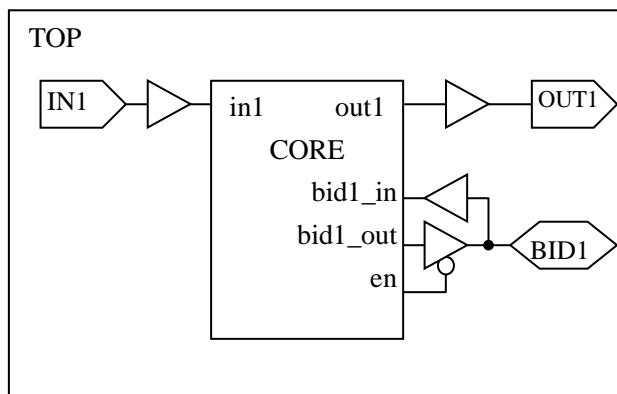 TOP
IN1
in1
out1
OUT1
CORE
bid1_in
bid1_out
BID1
en